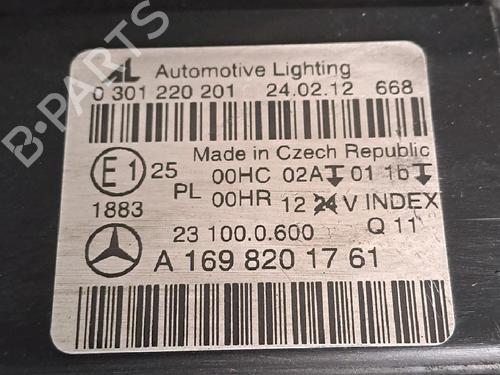 AL Automotive Lighting
0 301 220 201 24.02.12 668
Made in Czech Republic
E1 25 00HC 02A 01 1b
PL 00HR 12 24 V INDEX
1883
23 100.0.600 Q 11
A 169 820 17 61
B-PARTS